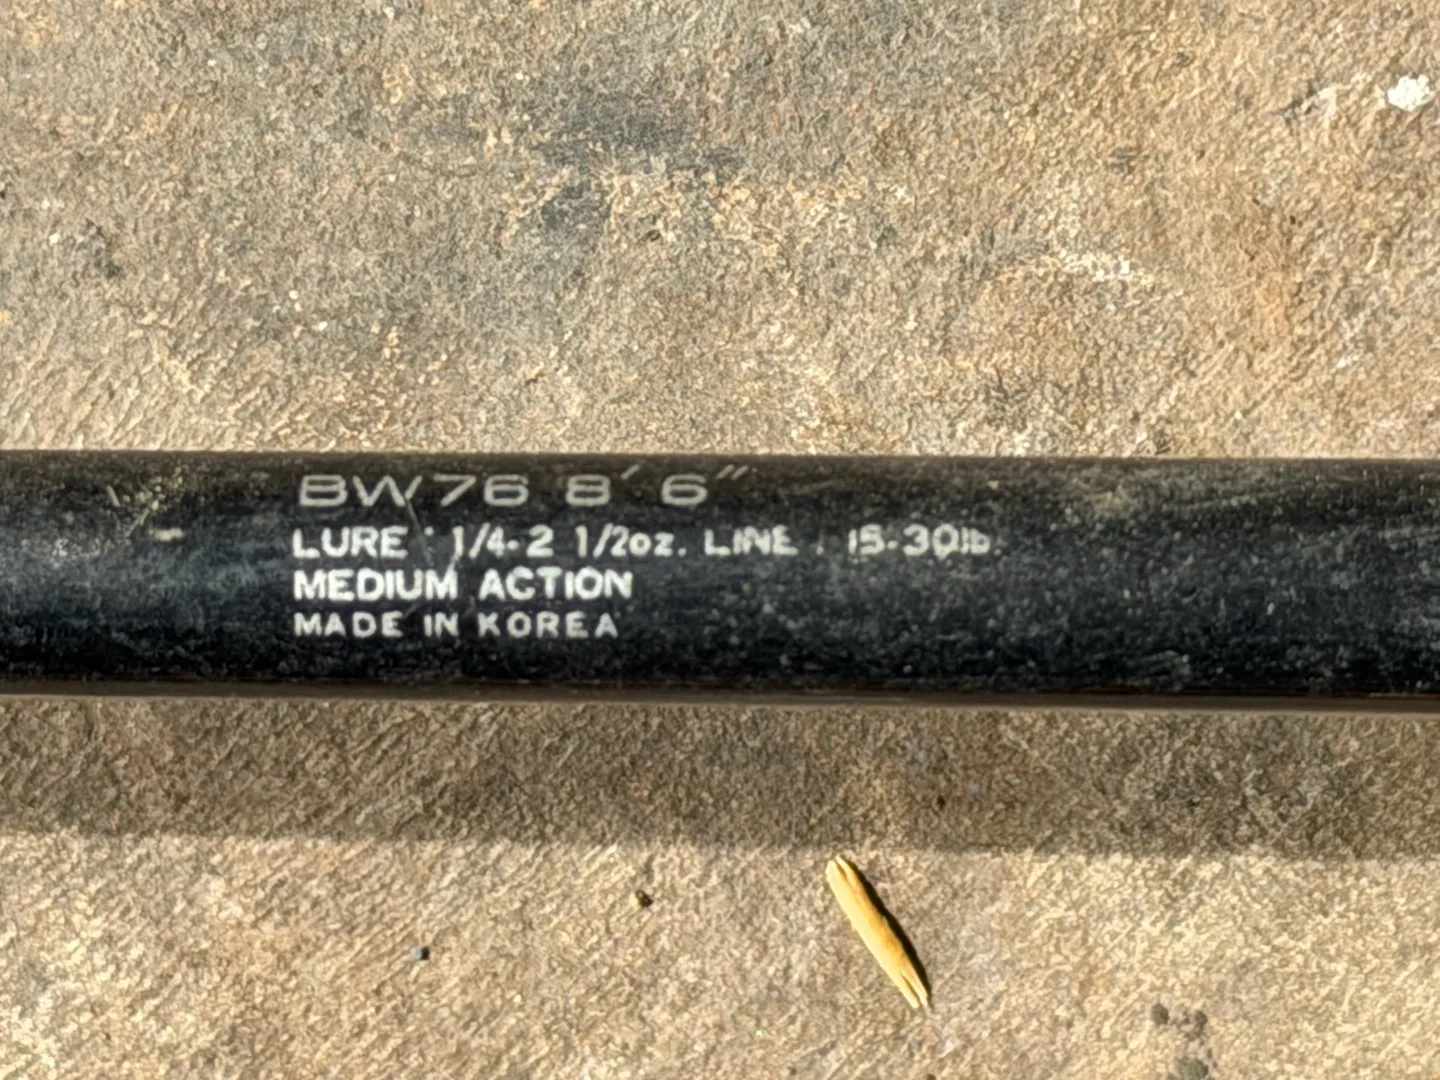 BW76 8' 6"
LURE : 1/4-2 1/2oz. LINE : 15-30lb.
MEDIUM ACTION
MADE IN KOREA